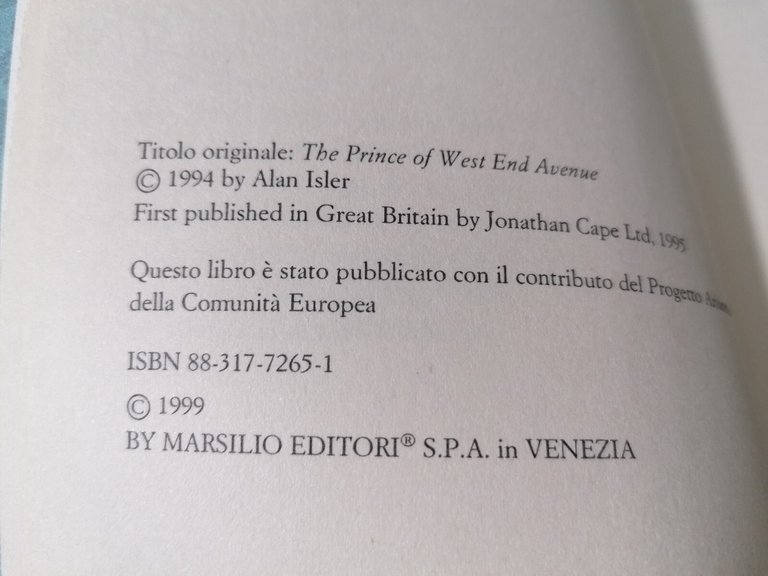 Titolo originale: The Prince of West End Avenue
© 1994 by Alan Isler
First published in Great Britain by Jonathan Cape Ltd, 1995
Questo libro è stato pubblicato con il contributo del Progetto
della Comunità Europea
ISBN 88-317-7265-1
© 1999
BY MARSILIO EDITORI® S.P.A. in VENEZIA